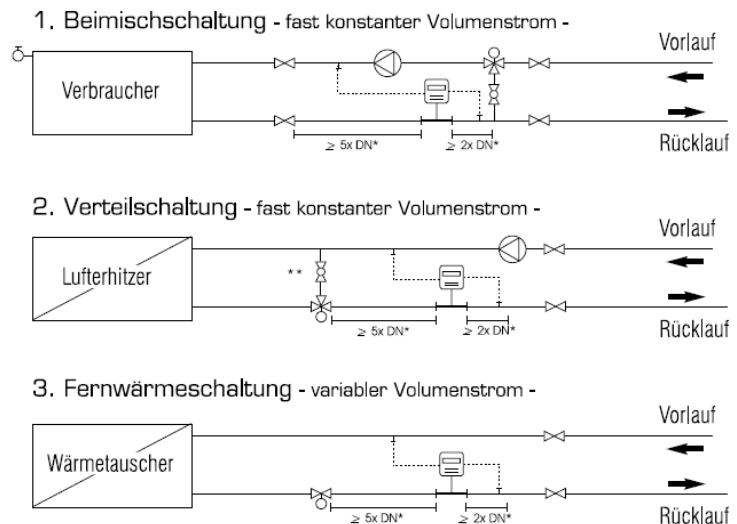 1. Beimischschaltung - fast konstanter Volumenstrom -
Vorlauf
Verbraucher
≥ 5x DN*
≥ 2x DN*
Rücklauf
2. Verteilschaltung - fast konstanter Volumenstrom -
Vorlauf
Lufterhitzer
**
≥ 5x DN*
≥ 2x DN*
Rücklauf
3. Fernwärmeschaltung - variabler Volumenstrom -
Vorlauf
Wärmetauscher
≥ 5x DN*
≥ 2x DN*
Rücklauf